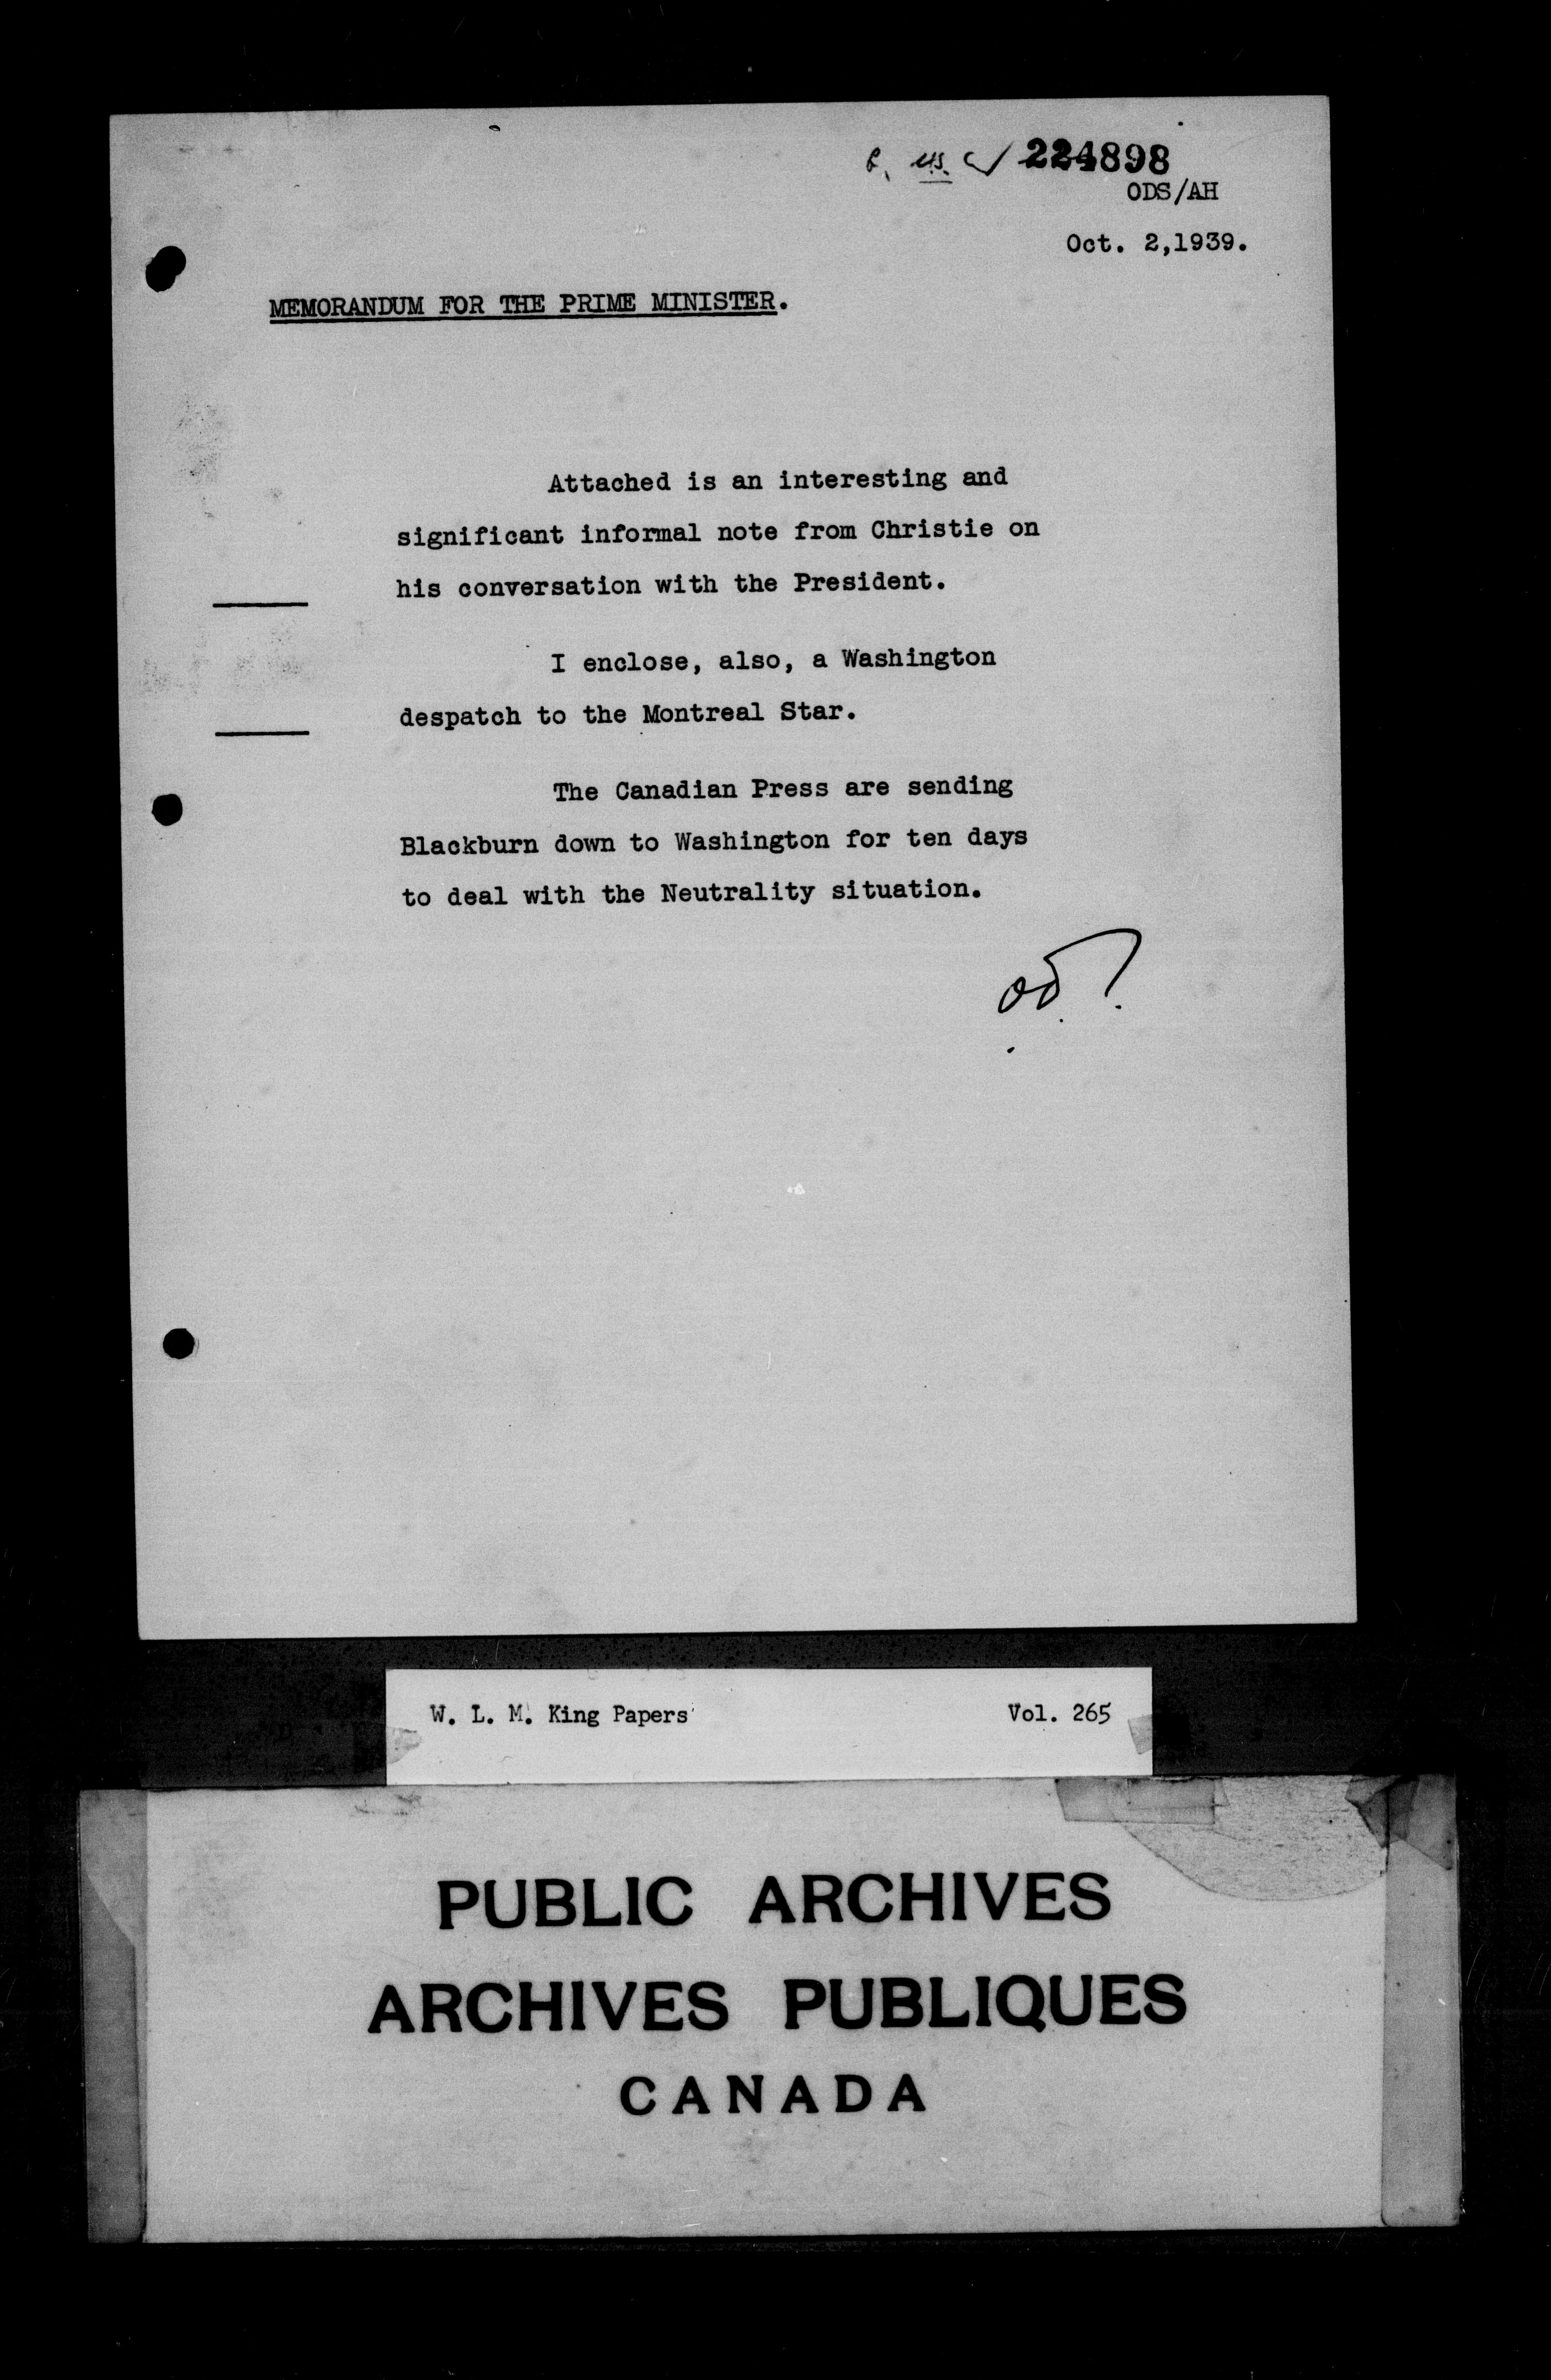 U.S. 224898
ODS/AH
Oct. 2,1939.
MEMORANDUM FOR THE PRIME MINISTER.
Attached is an interesting and
significant informal note from Christie on
his conversation with the President.
I enclose, also, a Washington
despatch to the Montreal Star.
The Canadian Press are sending
Blackburn down to Washington for ten days
to deal with the Neutrality situation.
W. L. M. King Papers Vol. 265
PUBLIC ARCHIVES
ARCHIVES PUBLIQUES
CANADA